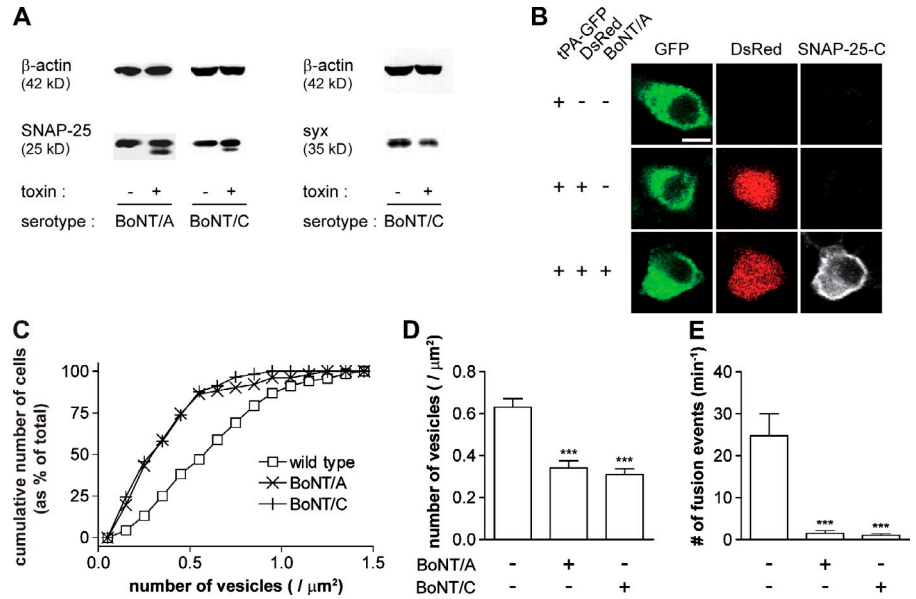 A
β-actin
(42 kD)
SNAP-25
(25 kD)
toxin : - + - +
serotype : BoNT/A BoNT/C
β-actin
(42 kD)
syx
(35 kD)
toxin : - +
serotype : BoNT/C
B
tPA-GFP
DsRed
BoNT/A
GFP DsRed SNAP-25-C
+ - -
+ + -
+ + +
C
cumulative number of cells
(as % of total)
100
75
50
25
0
wild type
BoNT/A
BoNT/C
0.0 0.5 1.0 1.5
number of vesicles ( / μm²)
D
number of vesicles ( / μm²)
0.6
0.4
0.2
0.0
*** ***
BoNT/A - + -
BoNT/C - - +
E
# of fusion events (min⁻¹)
40
30
20
10
0
*** ***
- + -
- - +